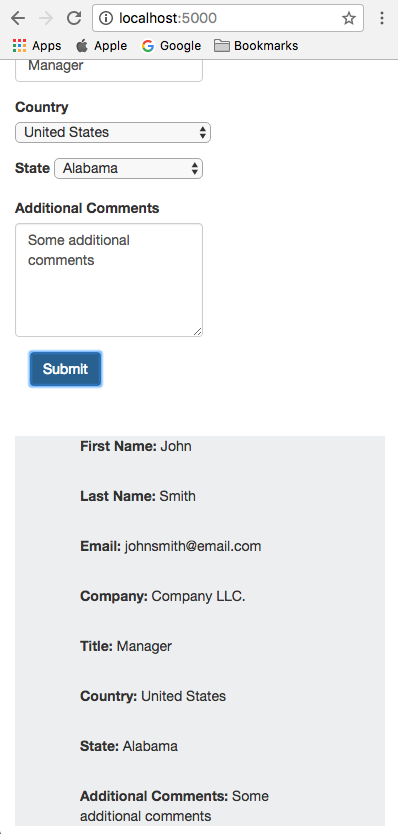 localhost:5000
Apps Apple Google Bookmarks
Manager
Country
United States
State Alabama
Additional Comments
Some additional
comments
Submit
First Name: John
Last Name: Smith
Email: johnsmith@email.com
Company: Company LLC.
Title: Manager
Country: United States
State: Alabama
Additional Comments: Some
additional comments